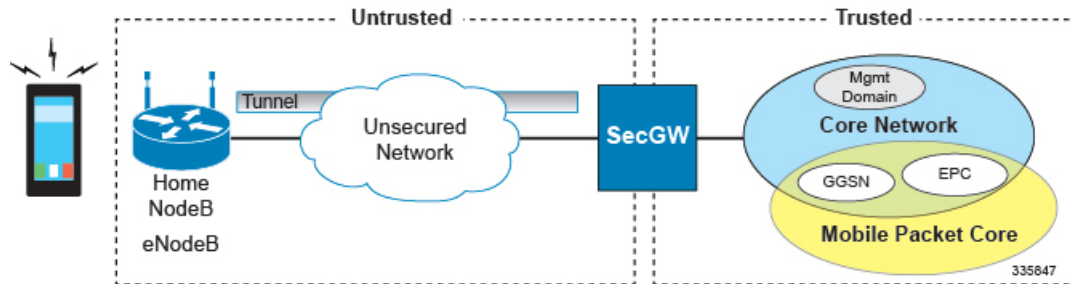 Untrusted
Trusted
Tunnel
Unsecured
Network
Home
NodeB
eNodeB
SecGW
Mgmt
Domain
Core Network
GGSN
EPC
Mobile Packet Core
335847